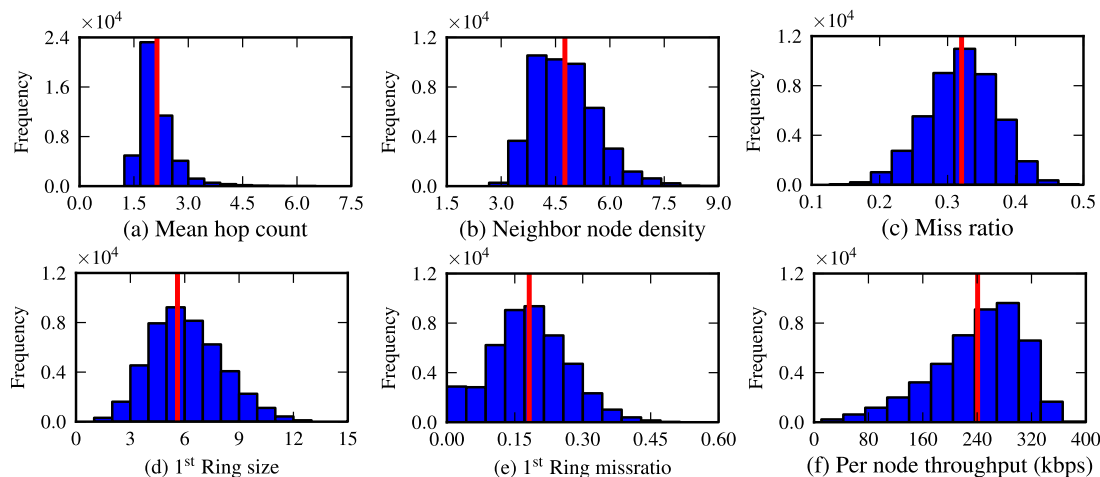 ×10⁴
2.4
1.6
0.8
0.0
Frequency
1.5 3.0 4.5 6.0 7.5
(a) Mean hop count
×10⁴
1.2
0.8
0.4
0.0
Frequency
1.5 3.0 4.5 6.0 7.5 9.0
(b) Neighbor node density
×10⁴
1.2
0.8
0.4
0.0
Frequency
0.1 0.2 0.3 0.4 0.5
(c) Miss ratio
×10⁴
1.2
0.8
0.4
0.0
Frequency
0 3 6 9 12 15
(d) 1st Ring size
×10⁴
1.2
0.8
0.4
0.0
Frequency
0.00 0.15 0.30 0.45 0.60
(e) 1st Ring missratio
×10⁴
1.2
0.8
0.4
0.0
Frequency
0 80 160 240 320 400
(f) Per node throughput (kbps)